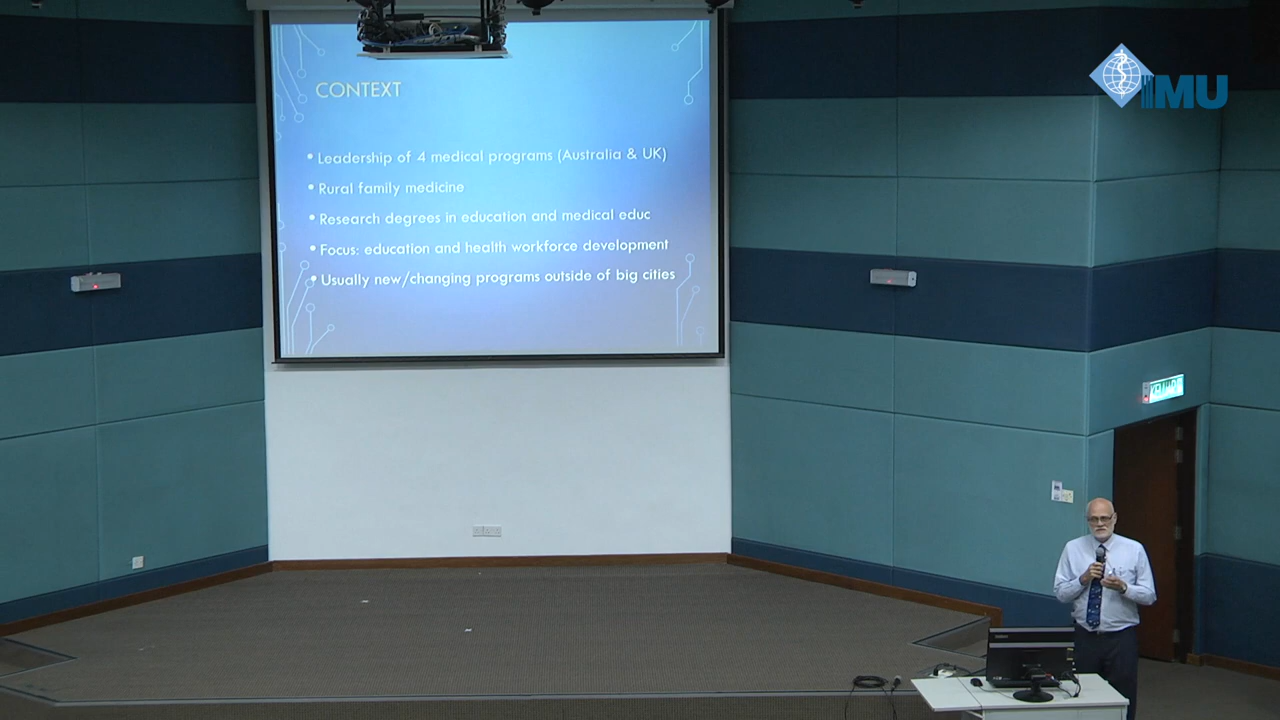 CONTEXT
• Leadership of 4 medical programs (Australia & UK)
• Rural family medicine
• Research degrees in education and medical educ
• Focus: education and health workforce development
• Usually new/changing programs outside of big cities
IMU
KELUAR